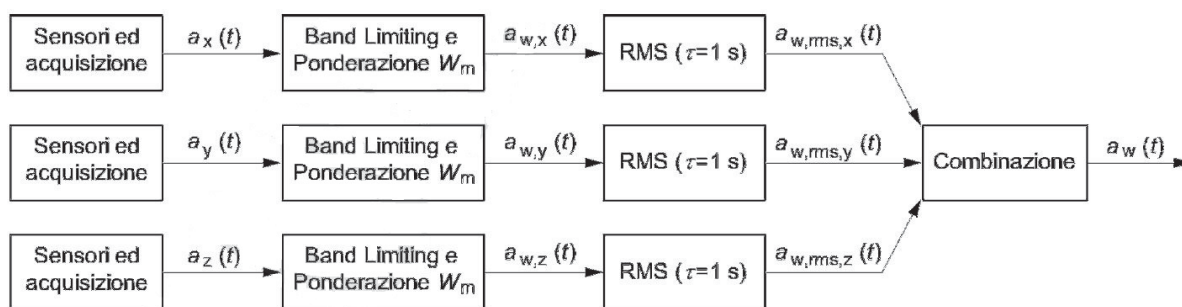 Sensori ed
acquisizione
a_x (t)
Band Limiting e
Ponderazione W_m
a_w,x (t)
RMS (τ=1 s)
a_w,rms,x (t)
Sensori ed
acquisizione
a_y (t)
Band Limiting e
Ponderazione W_m
a_w,y (t)
RMS (τ=1 s)
a_w,rms,y (t)
Combinazione
a_w (t)
Sensori ed
acquisizione
a_z (t)
Band Limiting e
Ponderazione W_m
a_w,z (t)
RMS (τ=1 s)
a_w,rms,z (t)